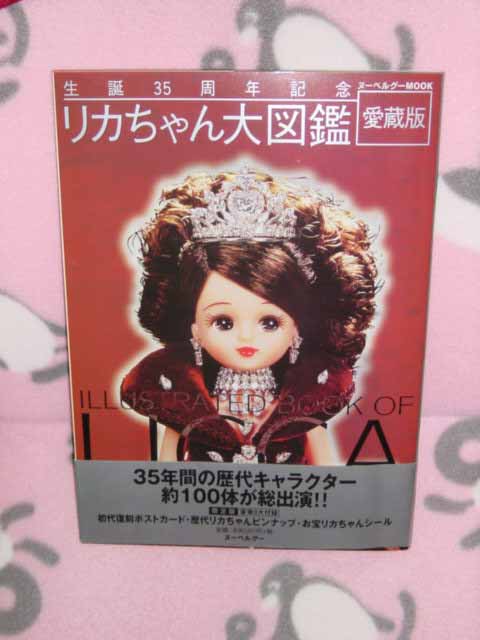 生誕35周年記念
ヌーベルグーMOOK
リカちゃん大図鑑
愛蔵版
ILLUSTRATED BOOK OF
LICCA
35年間の歴代キャラクター
約100体が総出演!!
初代復刻ポストカード・歴代リカちゃんピンナップ・お宝リカちゃんシール
ヌーベルグー